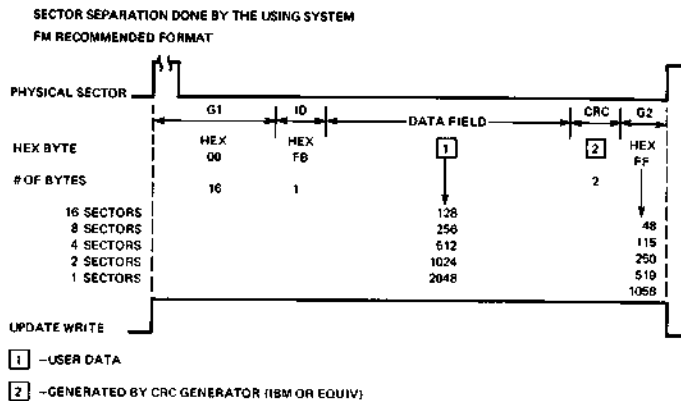 SECTOR SEPARATION DONE BY THE USING SYSTEM
FM RECOMMENDED FORMAT
PHYSICAL SECTOR
G1 ID DATA FIELD CRC G2
HEX BYTE HEX 00 HEX FB 1 2 HEX FF
# OF BYTES 16 1 2
16 SECTORS 128 48
8 SECTORS 256 115
4 SECTORS 512 250
2 SECTORS 1024 519
1 SECTORS 2048 1058
UPDATE WRITE
1 –USER DATA
2 –GENERATED BY CRC GENERATOR (IBM OR EQUIV)